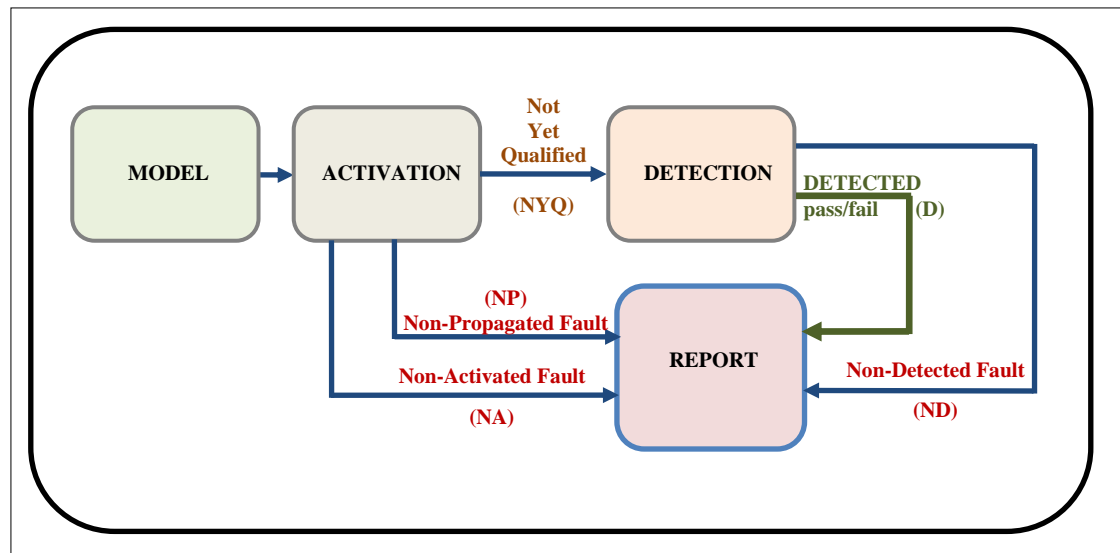 Not
Yet
Qualified
(NYQ)
MODEL
ACTIVATION
DETECTION
DETECTED
pass/fail (D)
(NP)
Non-Propagated Fault
REPORT
Non-Activated Fault
(NA)
Non-Detected Fault
(ND)